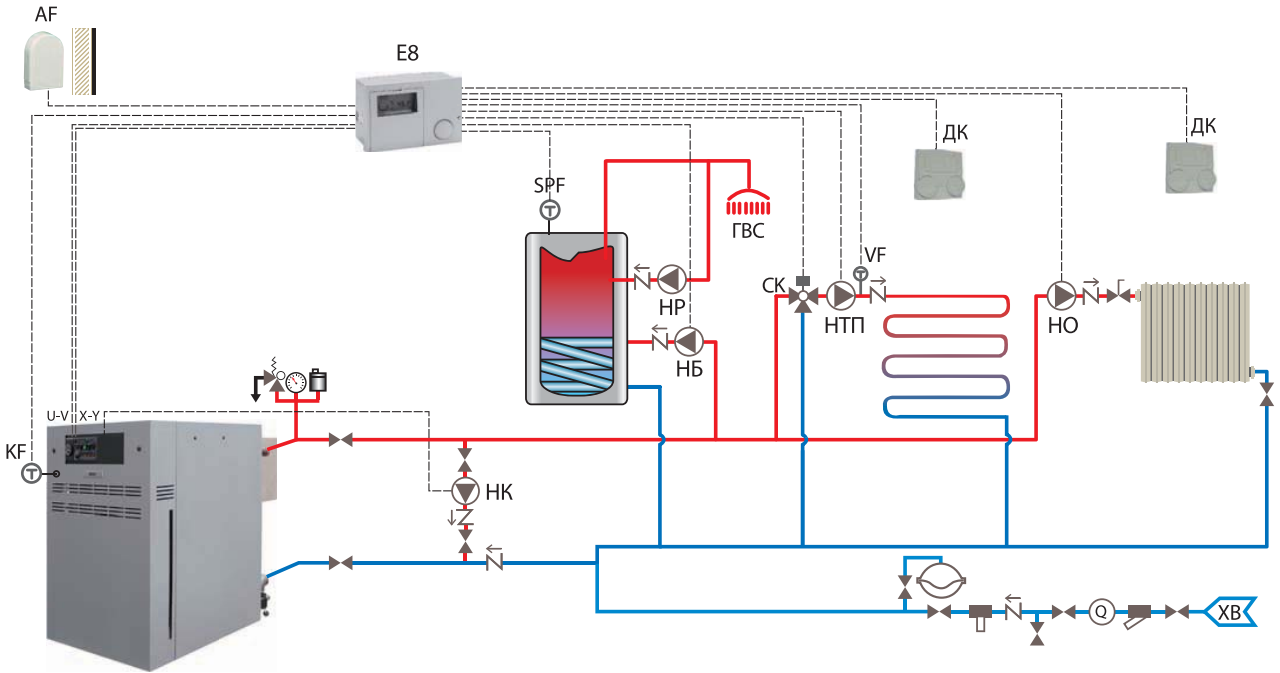 AF
E8
ДК
ДК
SPF
ГВС
VF
СК
НР
НТП
НО
НБ
U-V
X-Y
KF
НК
Q
ХВ